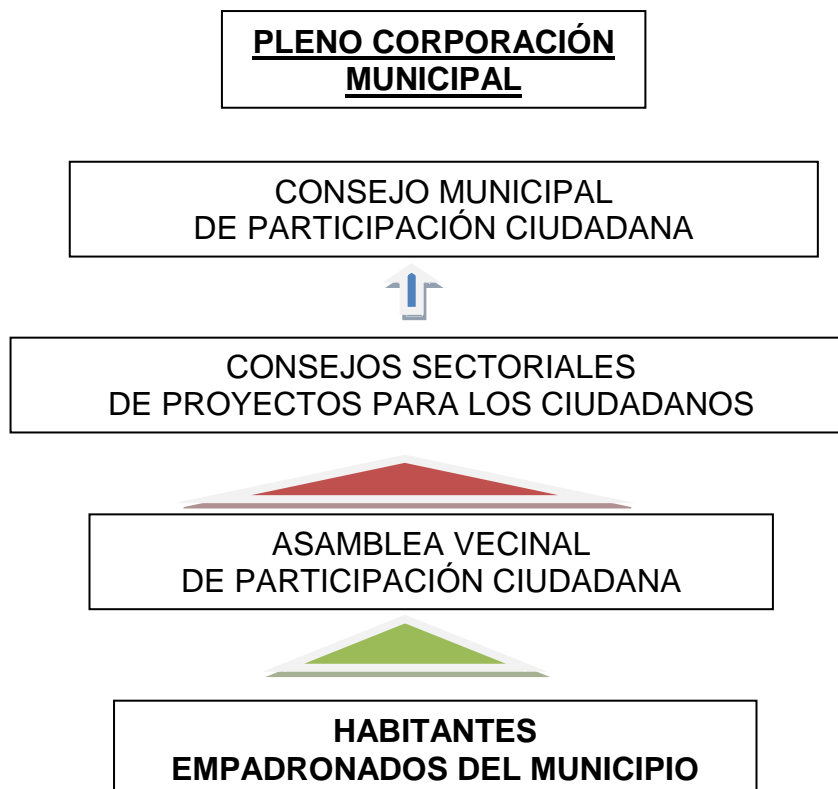 PLENO CORPORACIÓN
MUNICIPAL
CONSEJO MUNICIPAL
DE PARTICIPACIÓN CIUDADANA
CONSEJOS SECTORIALES
DE PROYECTOS PARA LOS CIUDADANOS
ASAMBLEA VECINAL
DE PARTICIPACIÓN CIUDADANA
HABITANTES
EMPADRONADOS DEL MUNICIPIO